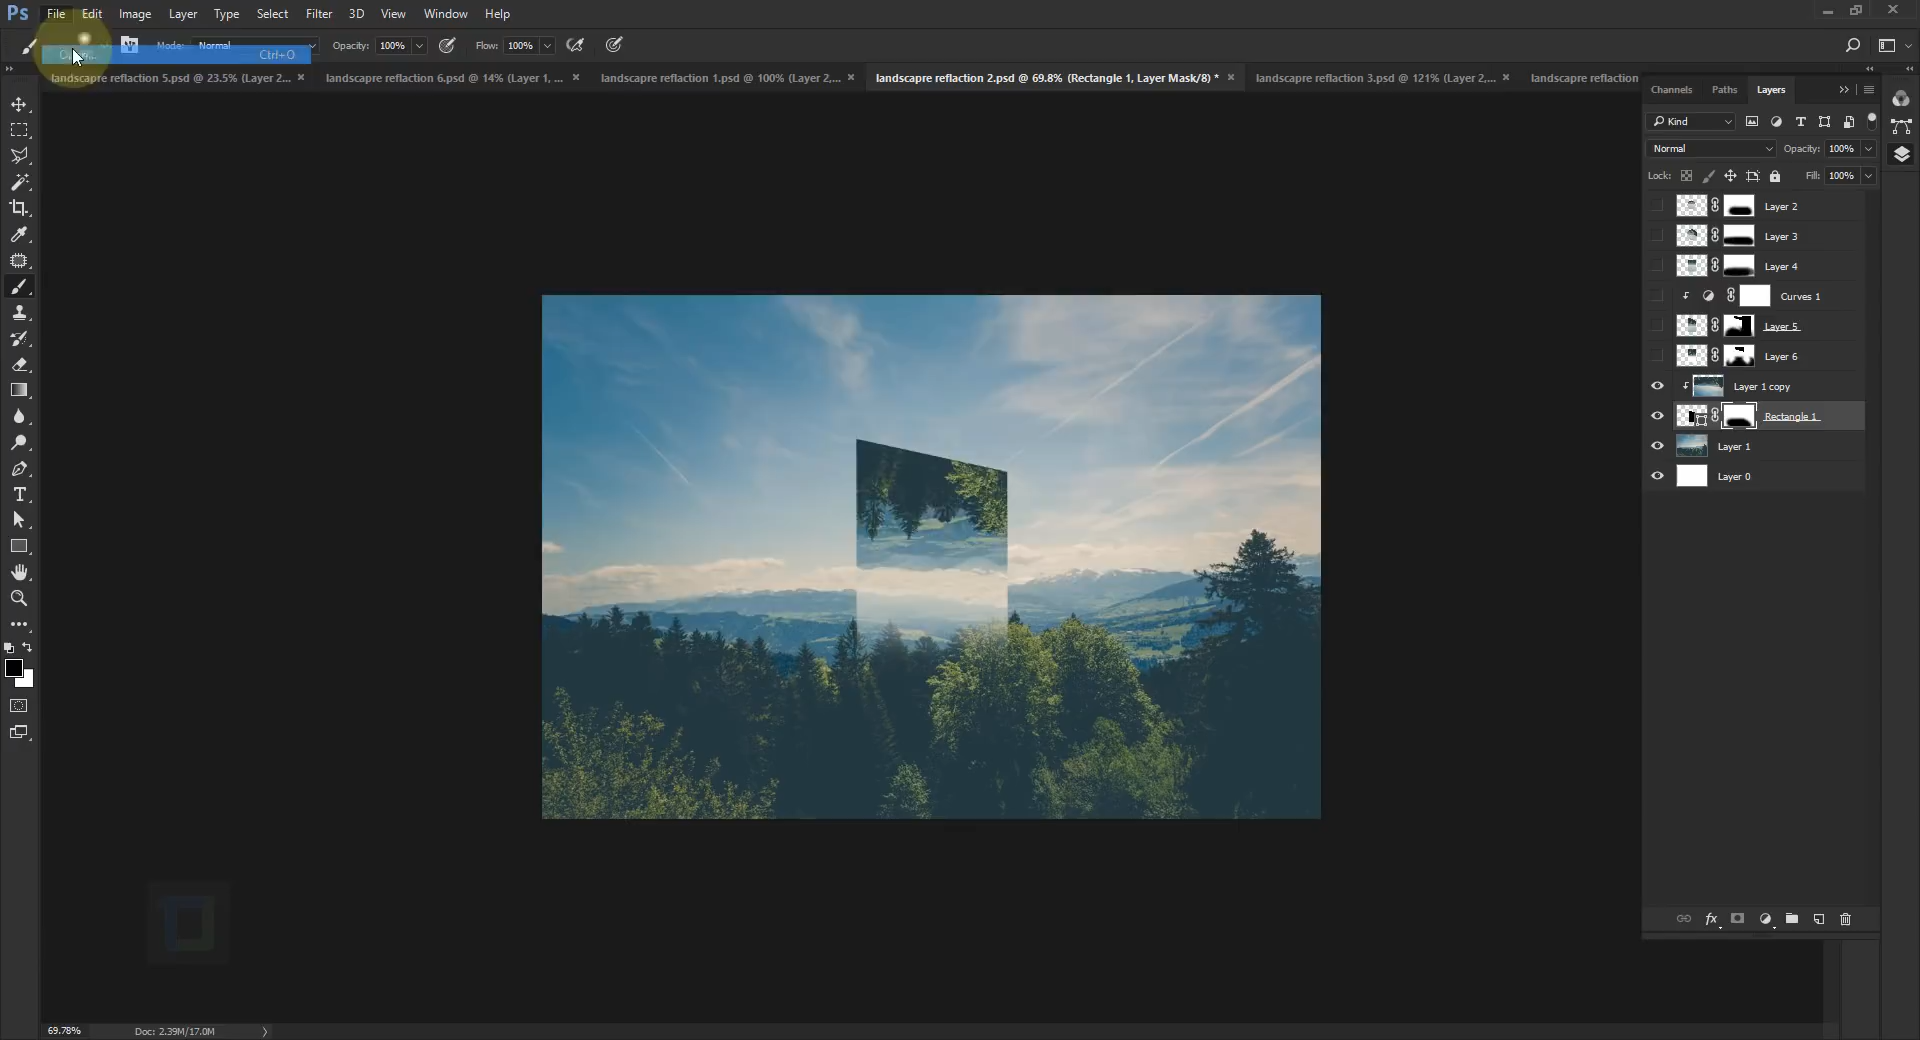 Ps File Edit Image Layer Type Select Filter 3D View Window Help
Open... Ctrl+O
Mode: Normal Opacity: 100% Flow: 100%
landscapre reflaction 5.psd @ 23.5% (Layer 2... × landscapre reflaction 6.psd @ 14% (Layer 1, ... × landscapre reflaction 1.psd @ 100% (Layer 2,... × landscapre reflaction 2.psd @ 69.8% (Rectangle 1, Layer Mask/8) * × landscapre reflaction 3.psd @ 121% (Layer 2,... × landscapre reflaction
Channels Paths Layers
Kind
Normal Opacity: 100%
Lock: Fill: 100%
Layer 2
Layer 3
Layer 4
Curves 1
Layer 5
Layer 6
Layer 1 copy
Rectangle 1
Layer 1
Layer 0
fx
69.78% Doc: 2.39M/17.0M